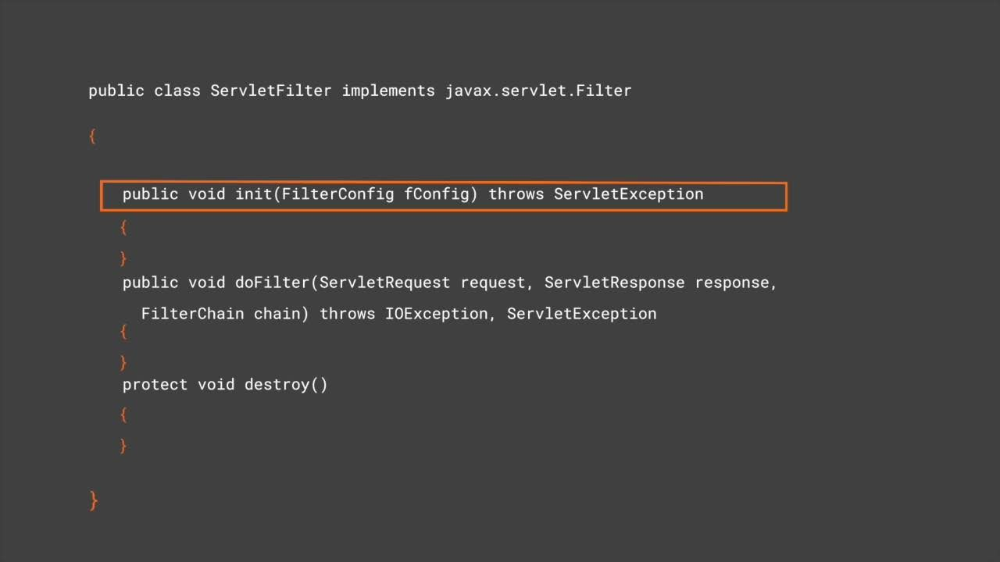 public class ServletFilter implements javax.servlet.Filter
{
public void init(FilterConfig fConfig) throws ServletException
{
}
public void doFilter(ServletRequest request, ServletResponse response,
FilterChain chain) throws IOException, ServletException
{
}
protect void destroy()
{
}
}